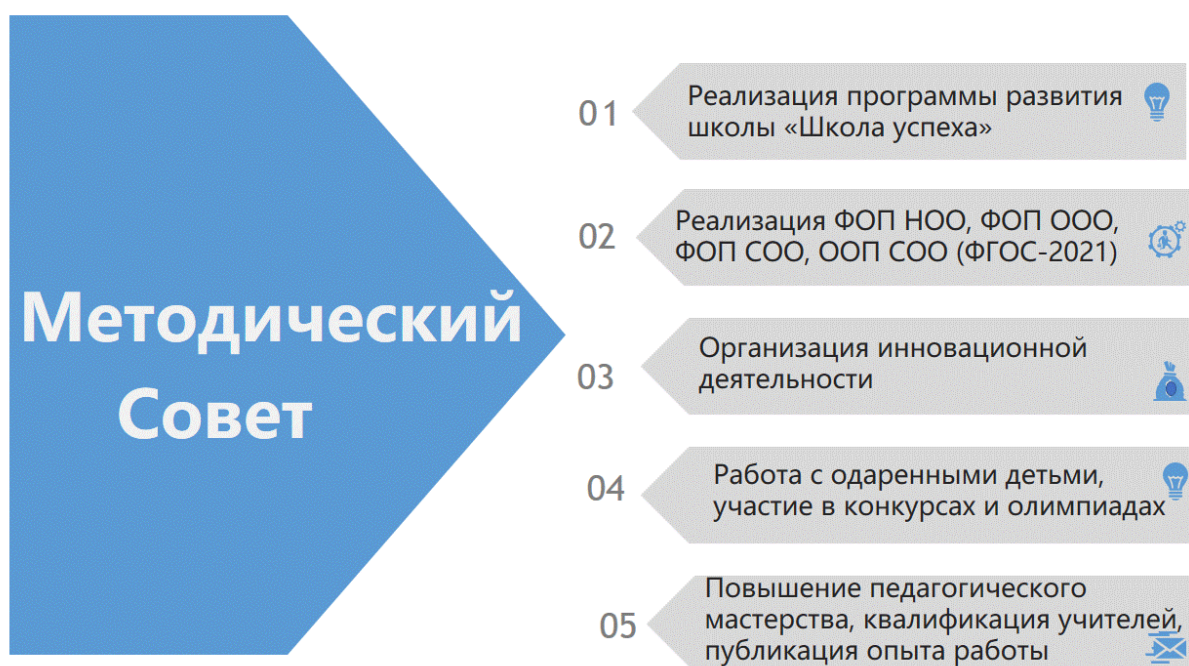 Методический
Совет
01
Реализация программы развития
школы «Школа успеха»
02
Реализация ФОП НОО, ФОП ООО,
ФОП СОО, ООП СОО (ФГОС-2021)
03
Организация инновационной
деятельности
04
Работа с одаренными детьми,
участие в конкурсах и олимпиадах
05
Повышение педагогического
мастерства, квалификация учителей,
публикация опыта работы